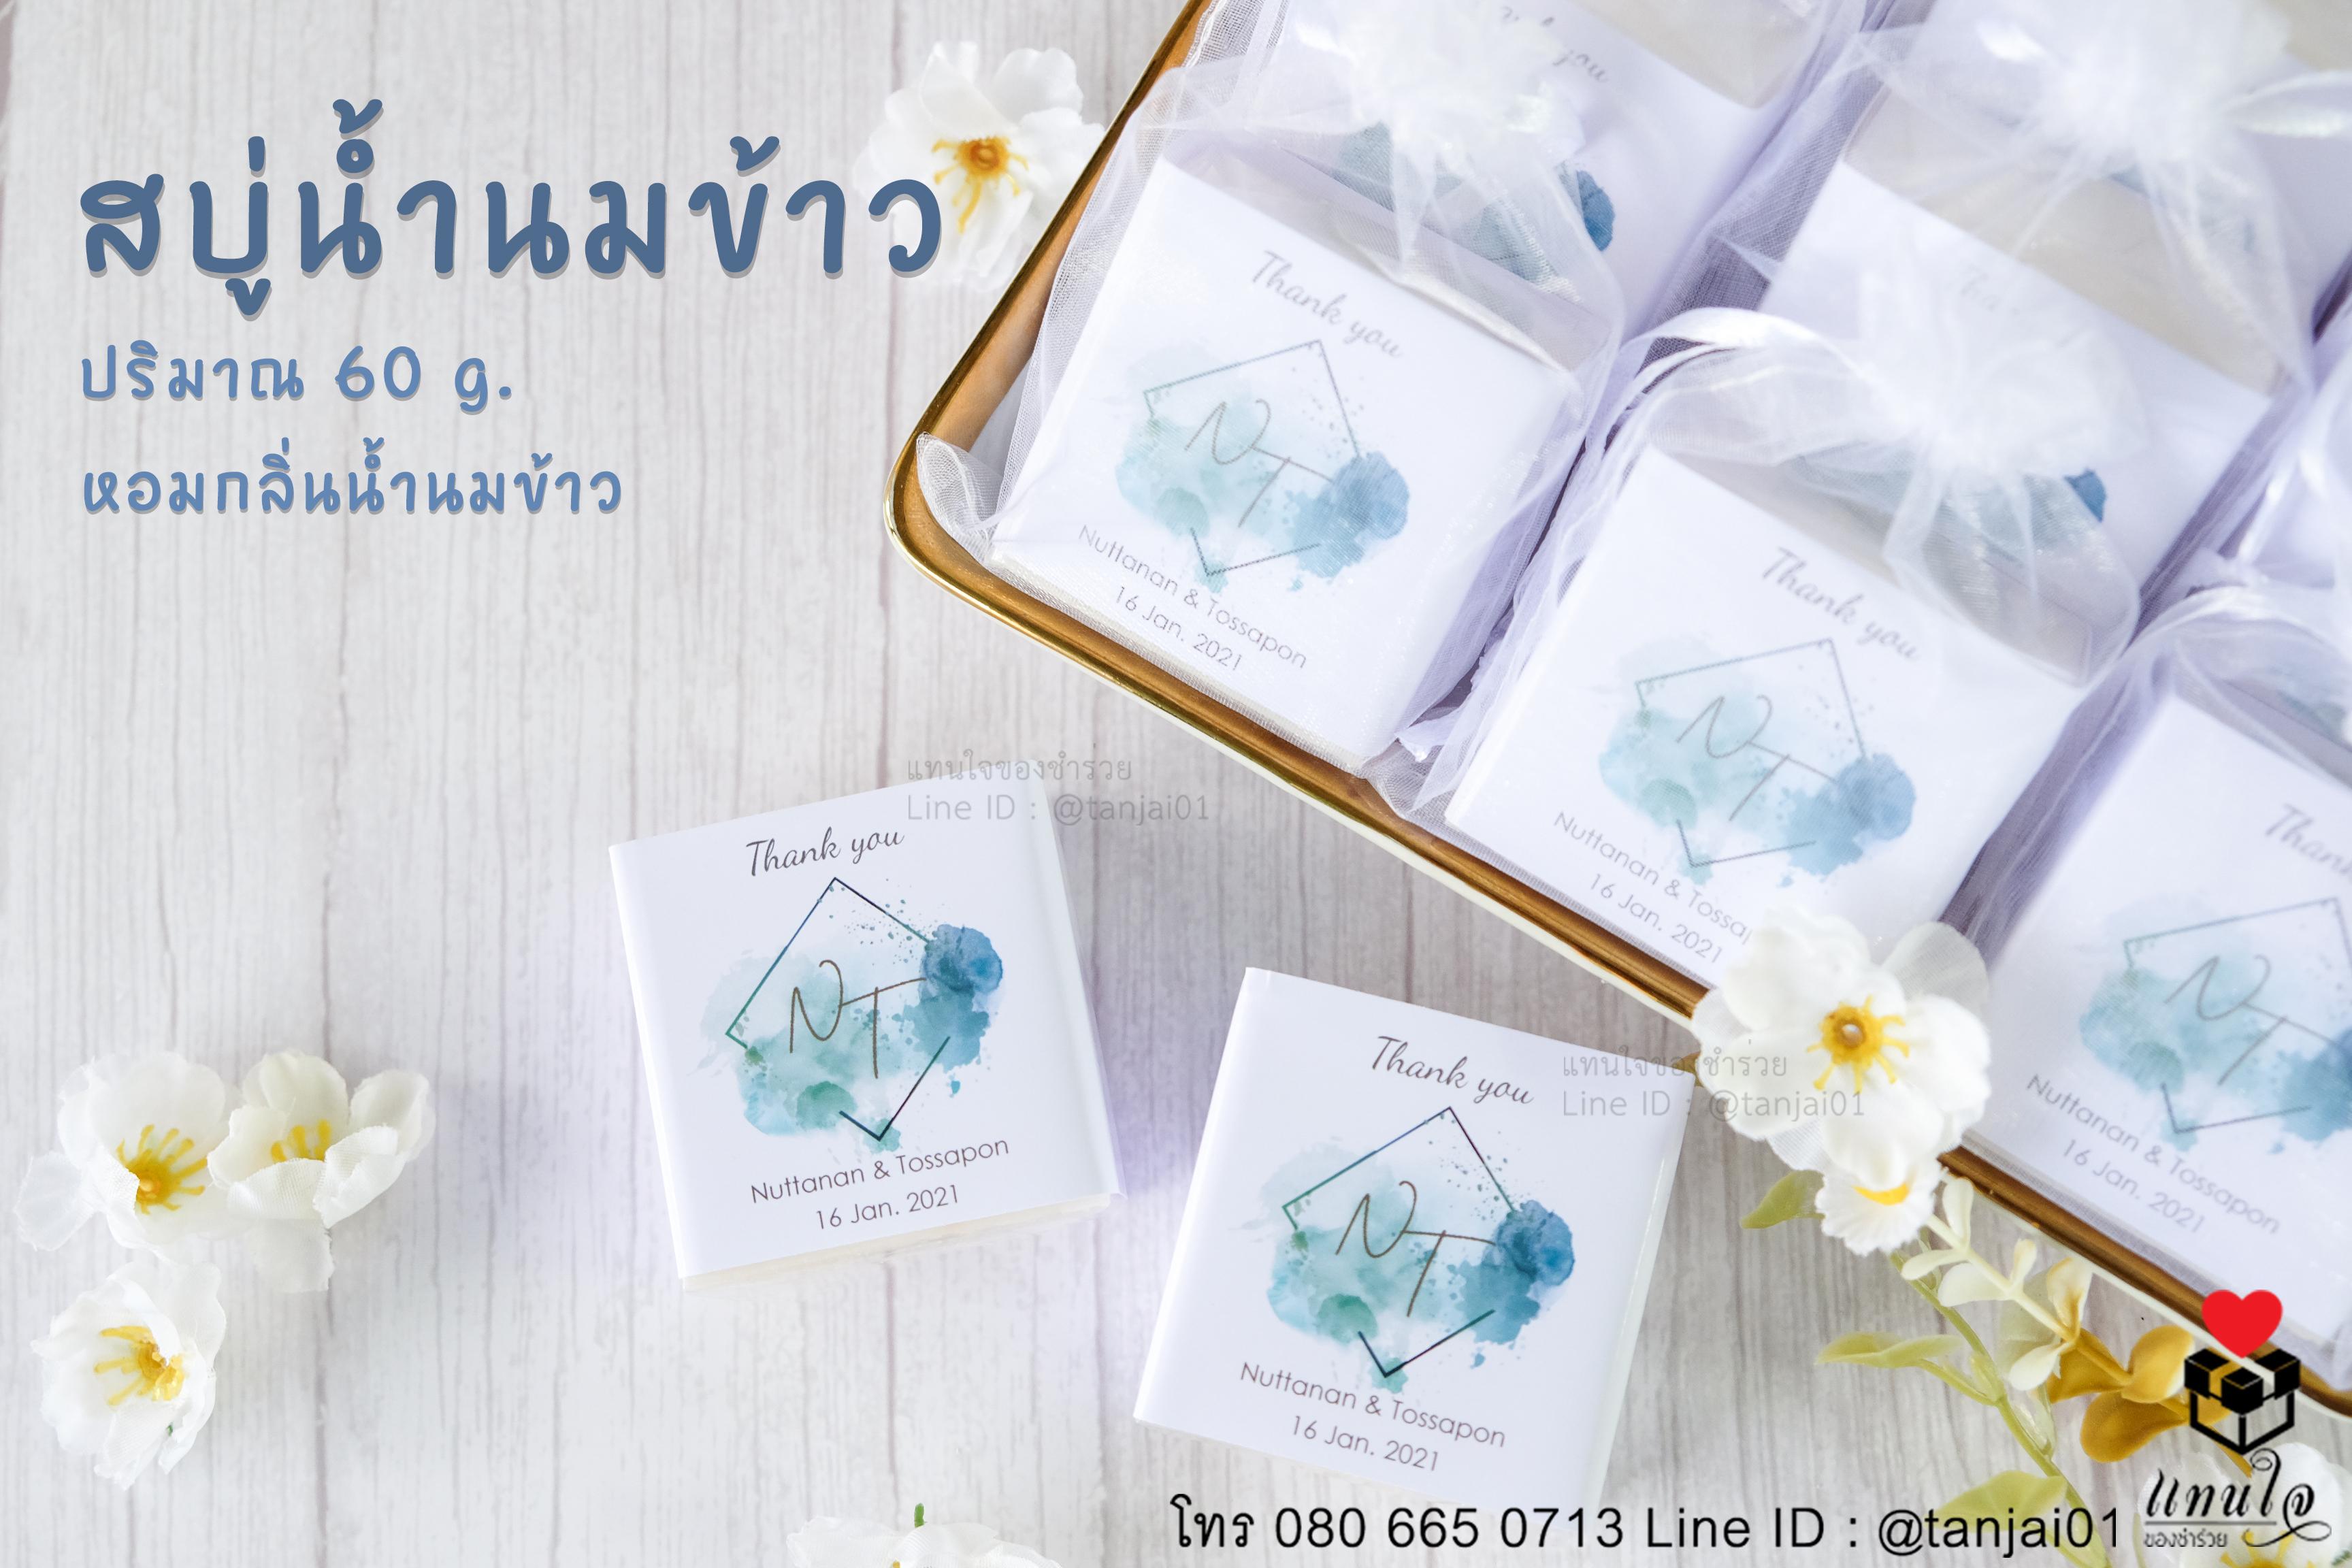 สบู่น้ำนมข้าว
ปริมาณ 60 g.
หอมกลิ่นน้ำนมข้าว
you
Thank you
NT
Nuttanan & Tossapon
16 Jan. 2021
Thank you
NT
Nuttanan &
16 Jan. 2021
NT
Nuttanan & Tossapon
16 Jan. 2021
แทนใจของชำร่วย
Line ID : @tanjai01
Thank you
NT
Nuttanan & Tossapon
16 Jan. 2021
แทนใจของชำร่วย
Line ID : @tanjai01
Thank you
NT
Nuttanan & Tossapon
16 Jan. 2021
แทนใจ
ของชำร่วย
โทร 080 665 0713 Line ID : @tanjai01